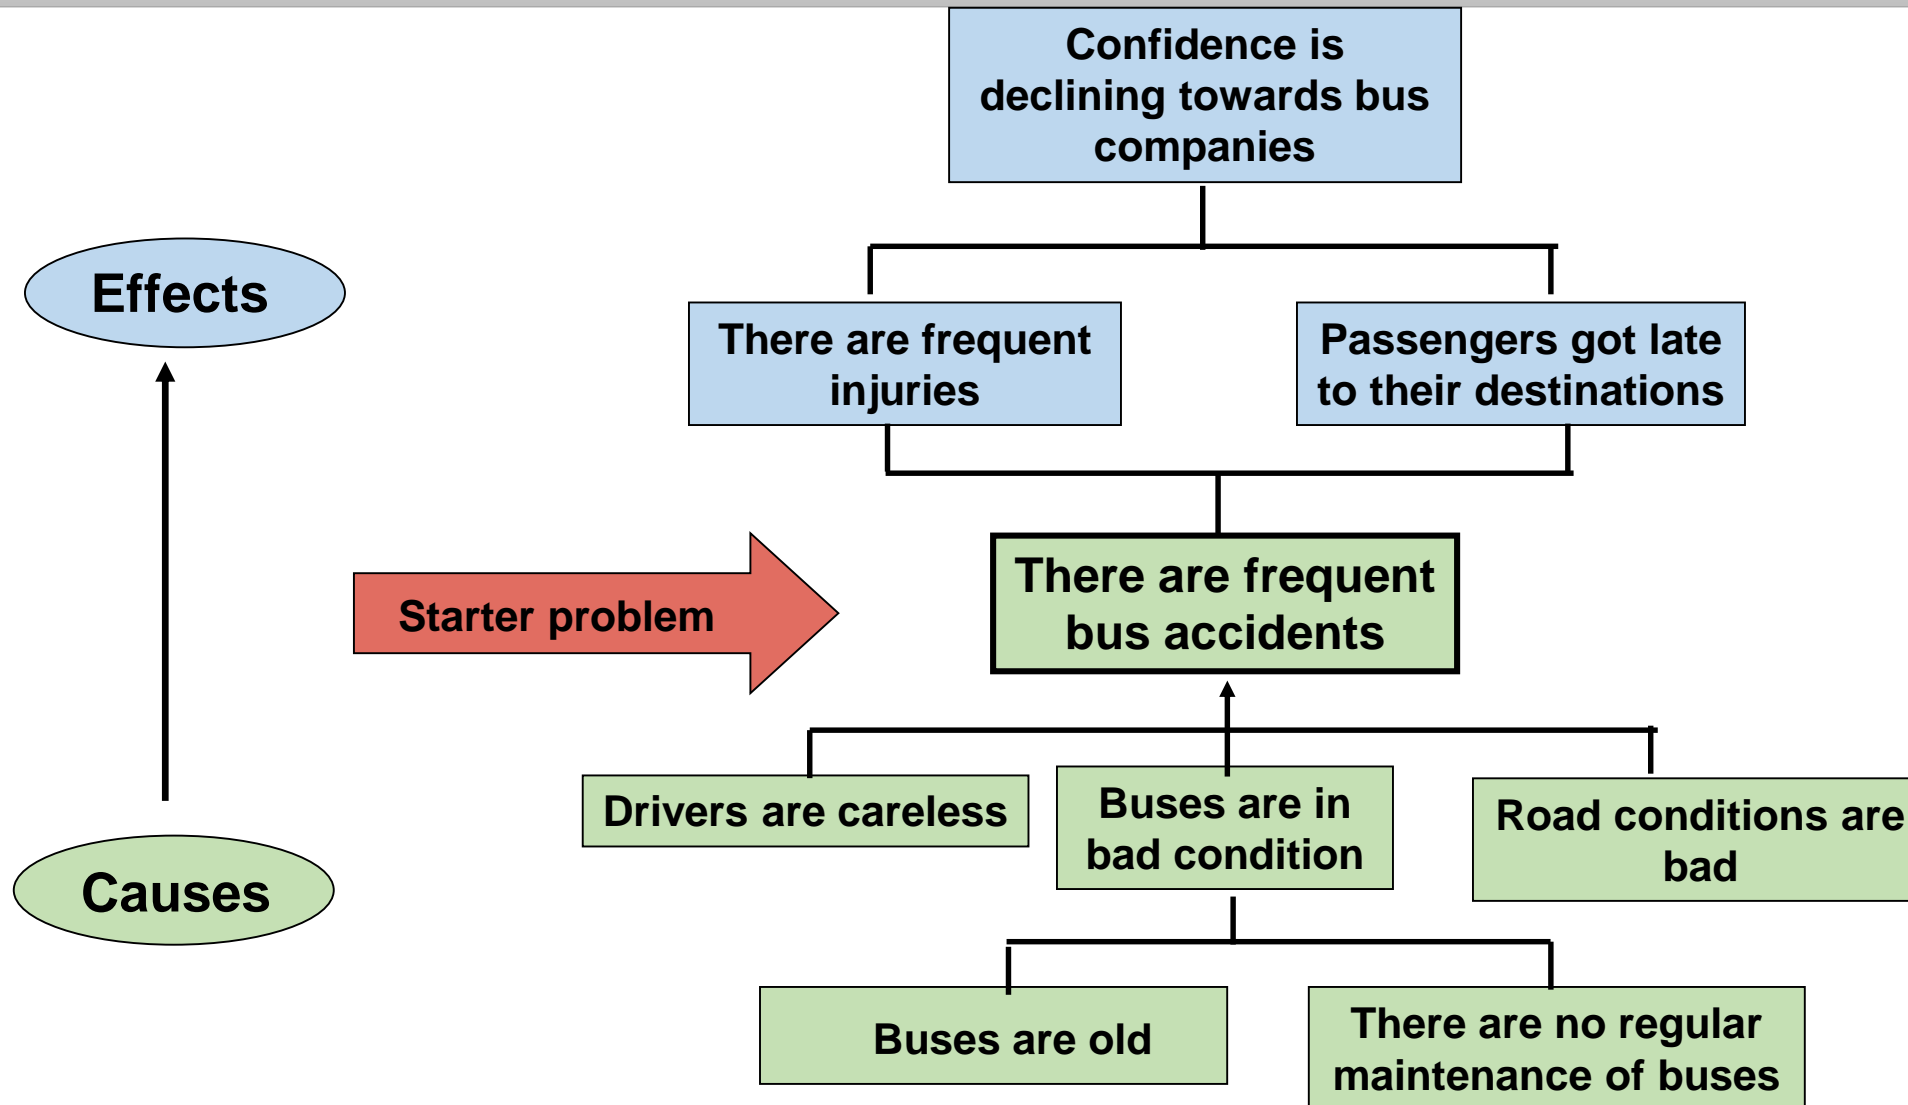 Confidence is
declining towards bus
companies
Effects
There are frequent
injuries
Passengers got late
to their destinations
Starter problem
There are frequent
bus accidents
Drivers are careless
Buses are in
bad condition
Road conditions are
bad
Causes
Buses are old
There are no regular
maintenance of buses